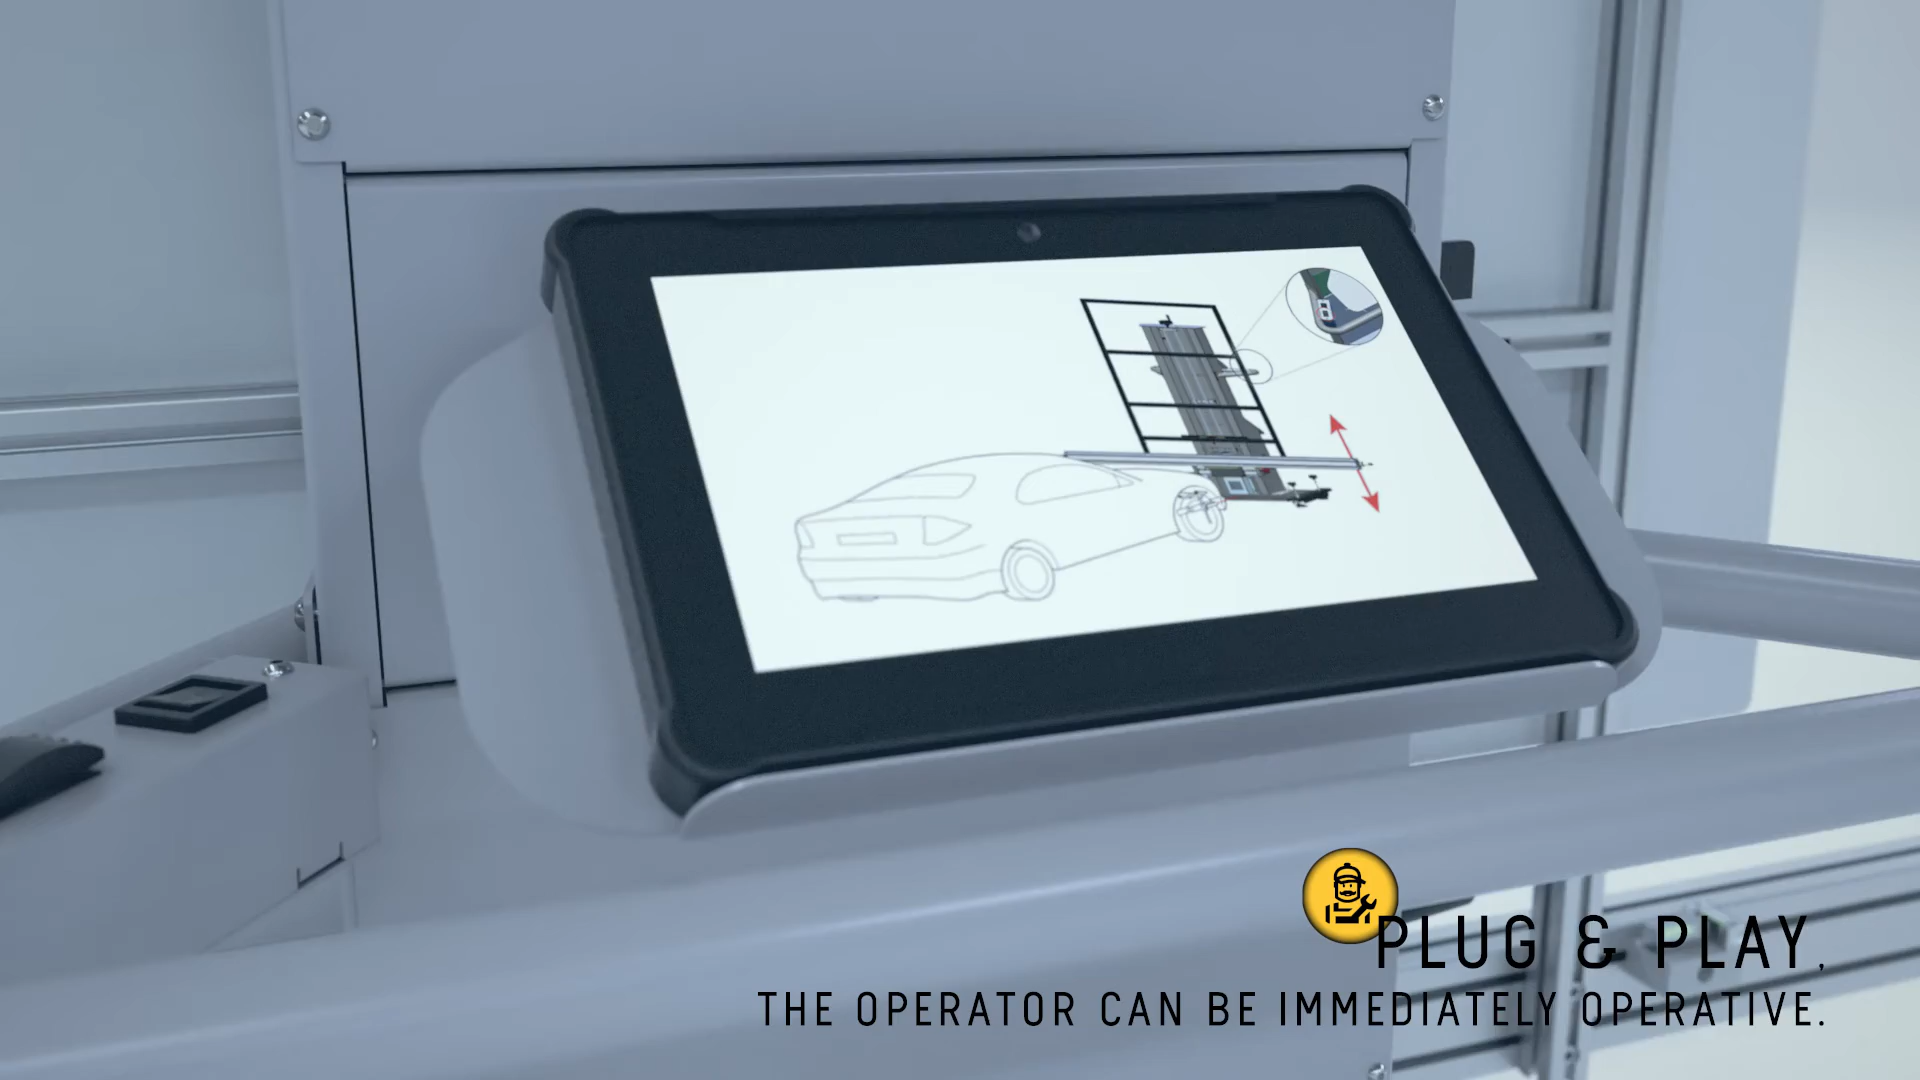 PLUG & PLAY,
THE OPERATOR CAN BE IMMEDIATELY OPERATIVE.